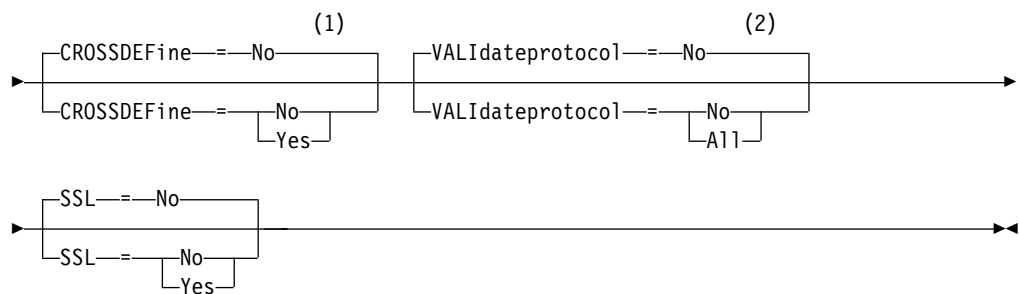 (1) (2)
CROSSDEFine = No VALIdateprotocol = No
CROSSDEFine = No VALIdateprotocol = No
Yes All
SSL = No
SSL = No
Yes